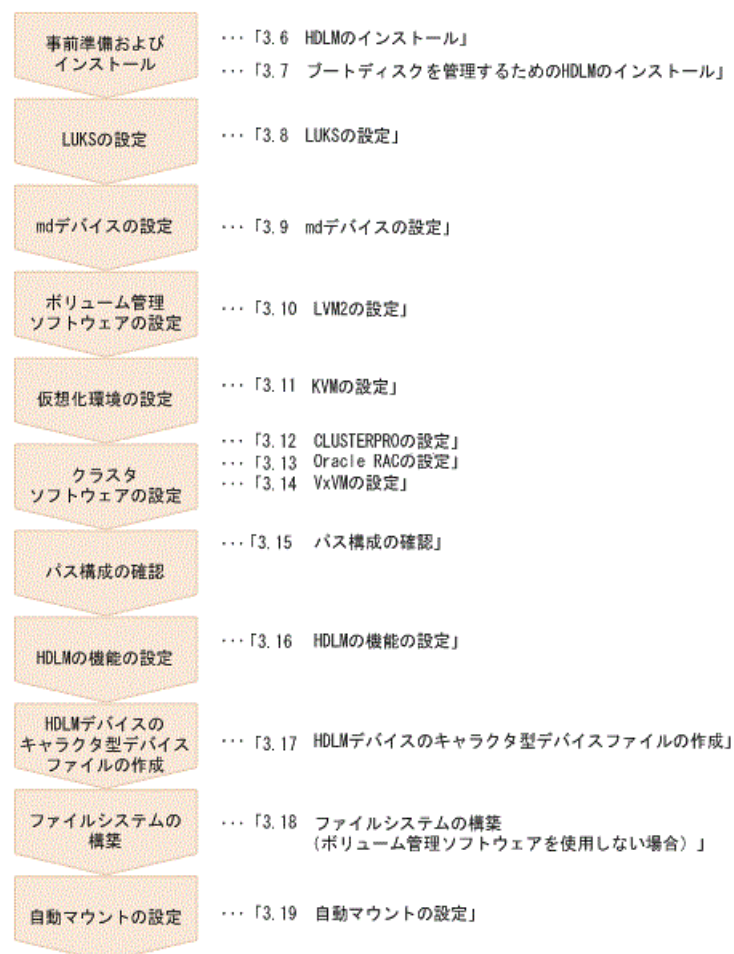 事前準備および
インストール
･･･「3.6 HDLMのインストール」
･･･「3.7 ブートディスクを管理するためのHDLMのインストール」
LUKSの設定
･･･「3.8 LUKSの設定」
mdデバイスの設定
･･･「3.9 mdデバイスの設定」
ボリューム管理
ソフトウェアの設定
･･･「3.10 LVM2の設定」
仮想化環境の設定
･･･「3.11 KVMの設定」
クラスタ
ソフトウェアの設定
･･･「3.12 CLUSTERPROの設定」
･･･「3.13 Oracle RACの設定」
･･･「3.14 VxVMの設定」
パス構成の確認
･･･「3.15 パス構成の確認」
HDLMの機能の設定
･･･「3.16 HDLMの機能の設定」
HDLMデバイスの
キャラクタ型デバイス
ファイルの作成
･･･「3.17 HDLMデバイスのキャラクタ型デバイスファイルの作成」
ファイルシステムの
構築
･･･「3.18 ファイルシステムの構築
(ボリューム管理ソフトウェアを使用しない場合)」
自動マウントの設定
･･･「3.19 自動マウントの設定」